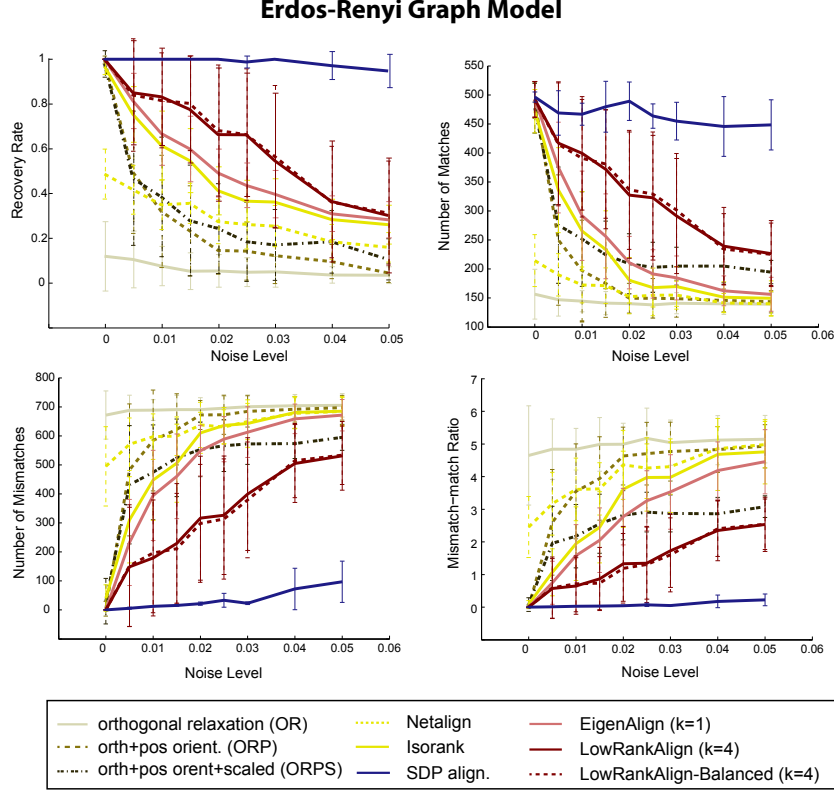 Erdos-Renyi Graph Model
Recovery Rate
1
0.8
0.6
0.4
0.2
0
0 0.01 0.02 0.03 0.04 0.05
Noise Level
Number of Matches
550
500
450
400
350
300
250
200
150
100
0 0.01 0.02 0.03 0.04 0.05 0.06
Noise Level
Number of Mismatches
800
700
600
500
400
300
200
100
0
0 0.01 0.02 0.03 0.04 0.05 0.06
Noise Level
Mismatch-match Ratio
7
6
5
4
3
2
1
0
0 0.01 0.02 0.03 0.04 0.05 0.06
Noise Level
orthogonal relaxation (OR)
orth+pos orient. (ORP)
orth+pos orent+scaled (ORPS)
Netalign
Isorank
SDP align.
EigenAlign (k=1)
LowRankAlign (k=4)
LowRankAlign-Balanced (k=4)